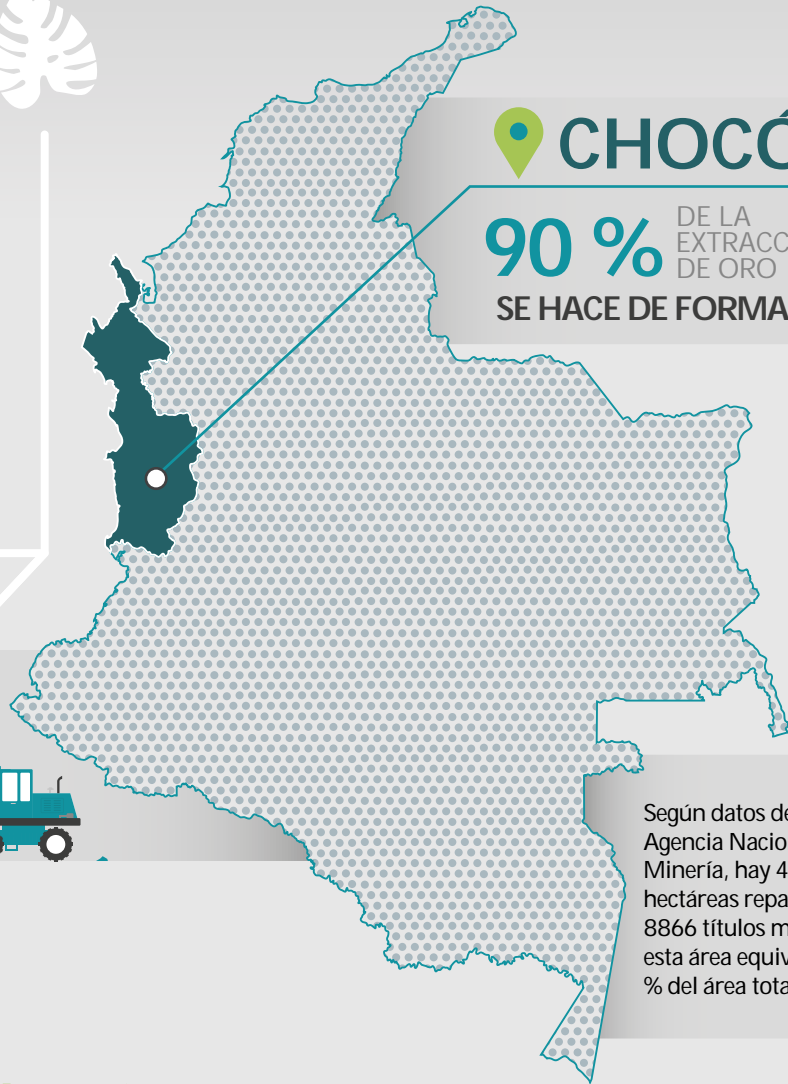 CHOCÓ
90 % DE LA
EXTRACC
DE ORO
SE HACE DE FORMA
Según datos de
Agencia Nacio
Minería, hay 4
hectáreas repa
8866 títulos m
esta área equiv
% del área tota